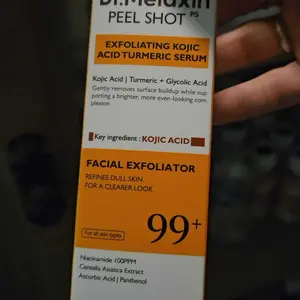 Dr.Melaxin
PEEL SHOT PS
EXFOLIATING KOJIC
ACID TURMERIC SERUM
Kojic Acid | Turmeric + Glycolic Acid
Gently removes surface buildup while sup
porting a brighter, more even-looking com
plexion
Key ingredient : KOJIC ACID
FACIAL EXFOLIATOR
REFINES DULL SKIN
FOR A CLEARER LOOK
For all skin types
99+
Niacinamide 100PPM
Centella Asiatica Extract
Ascorbic Acid | Panthenol